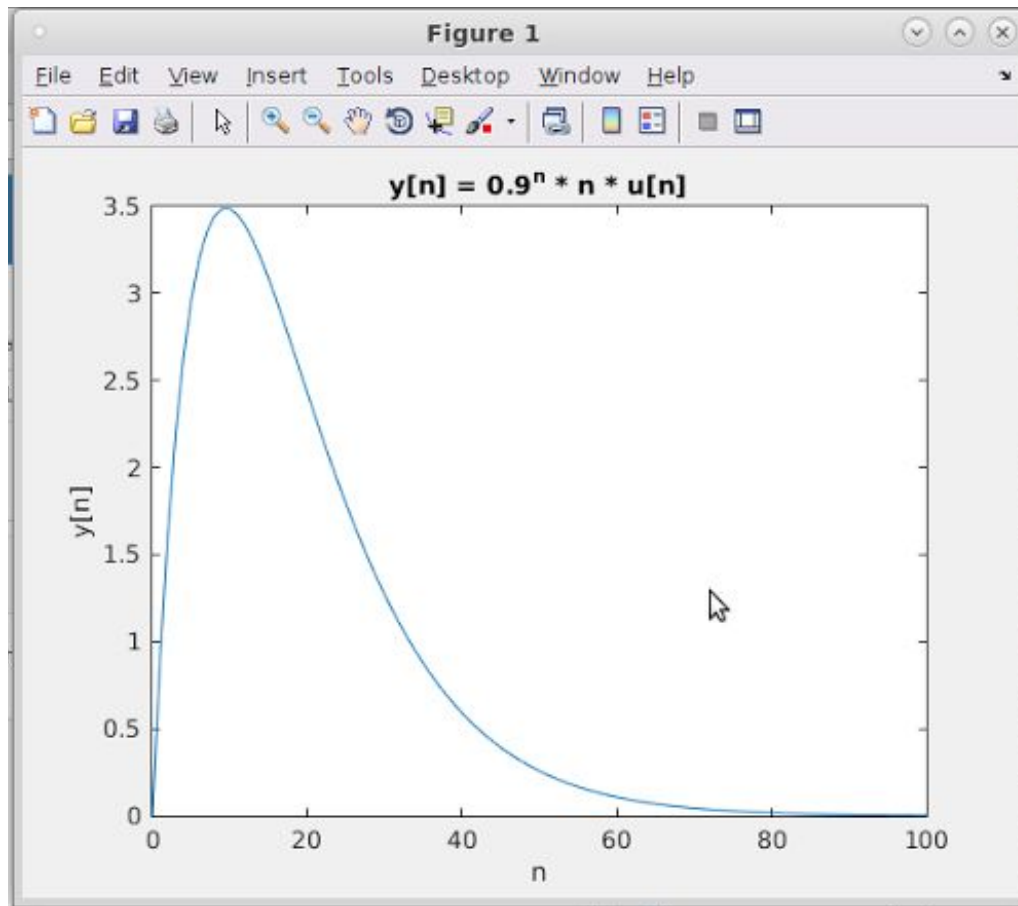 Figure 1
File Edit View Insert Tools Desktop Window Help
y[n] = 0.9ⁿ * n * u[n]
3.5
3
2.5
2
1.5
1
0.5
0
y[n]
0 20 40 60 80 100
n